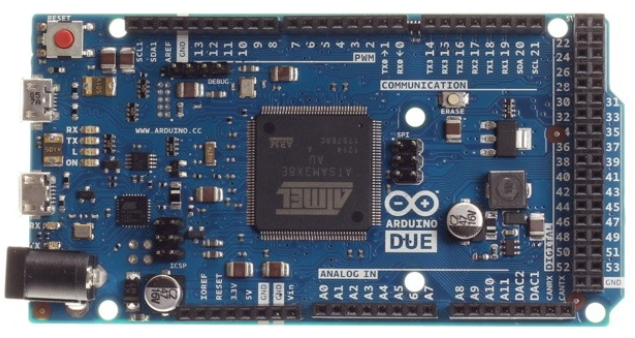 RESET
SCL1
SDA1
AREF
GND
13
12
11
10
9
8
7
6
5
4
3
2
TX0→1
RX0←0
TX3 14
RX3 15
TX2 16
RX2 17
TX1 18
RX1 19
SDA 20
SCL 21
DEBUG
PWM
COMMUNICATION
22
24
26
28
30
32
34
36
38
40
42
44
46
48
50
52
31
33
35
37
39
41
43
45
47
49
51
53
GND
DIGITAL
ERASE
SPI
RX
TX
L
ON
WWW.ARDUINO.CC
ARM
ATSAM3X8E
AU
ATMEL
ARDUINO
DUE
ICSP
ANALOG IN
IOREF
RESET
3.3V
5V
GND
GND
Vin
A0
A1
A2
A3
A4
A5
6
A7
A8
A9
A10
A11
DAC2
DAC1
CANRX
CANTX